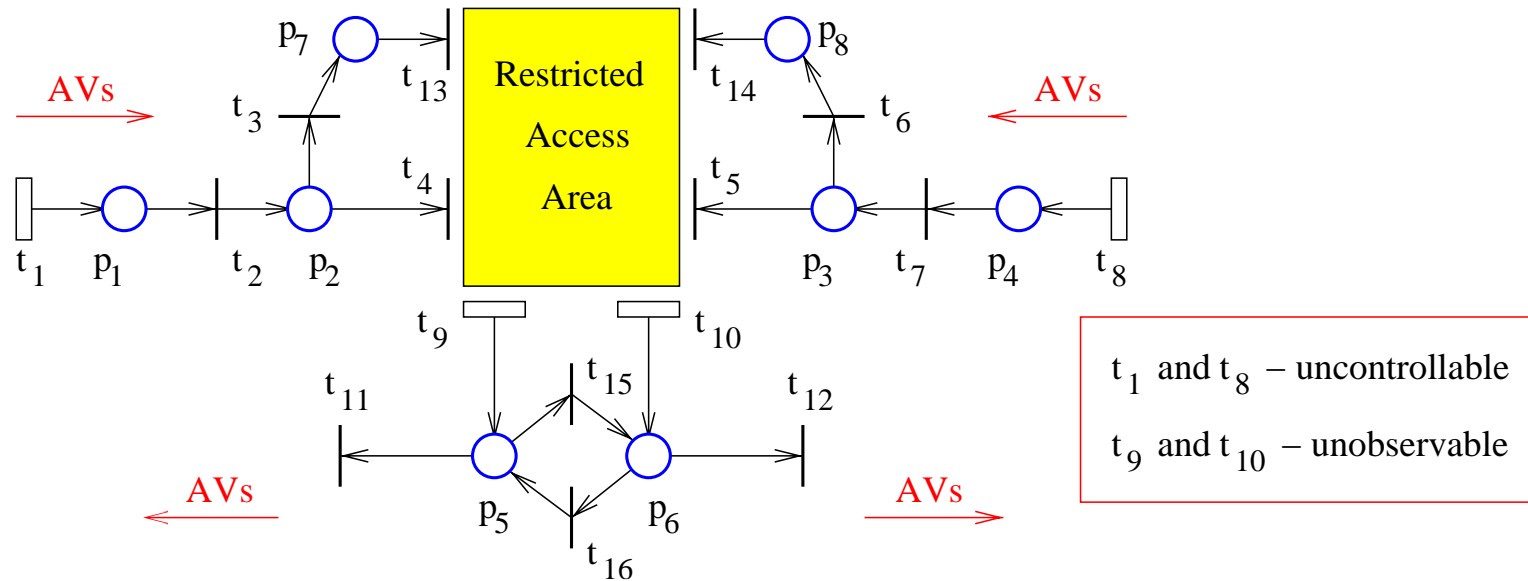 p7
t13
Restricted
Access
Area
t14
p8
AVs
t3
t6
AVs
t4
t5
t1
p1
t2
p2
p3
t7
p4
t8
t9
t10
t1 and t8 – uncontrollable
t9 and t10 – unobservable
t11
t15
t12
AVs
p5
p6
AVs
t16